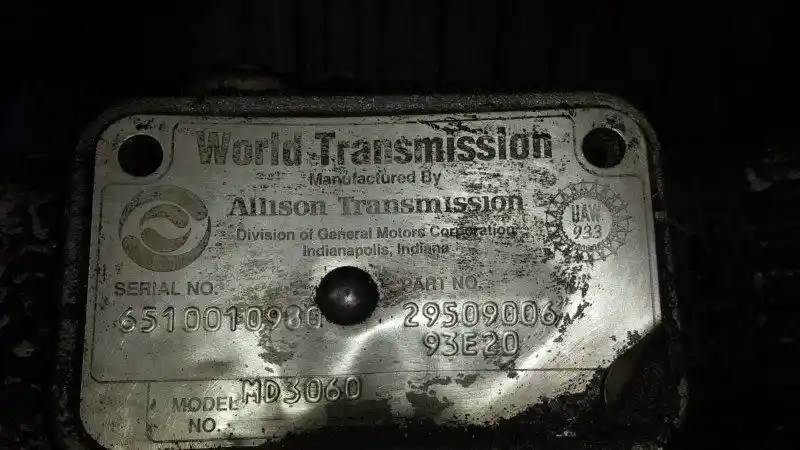 World Transmission
Manufactured By
Allison Transmission
Division of General Motors Corporation
Indianapolis, Indiana
UAW
933
SERIAL NO.
PART NO.
6510010980
29509006
93E20
MODEL NO.
MD3060